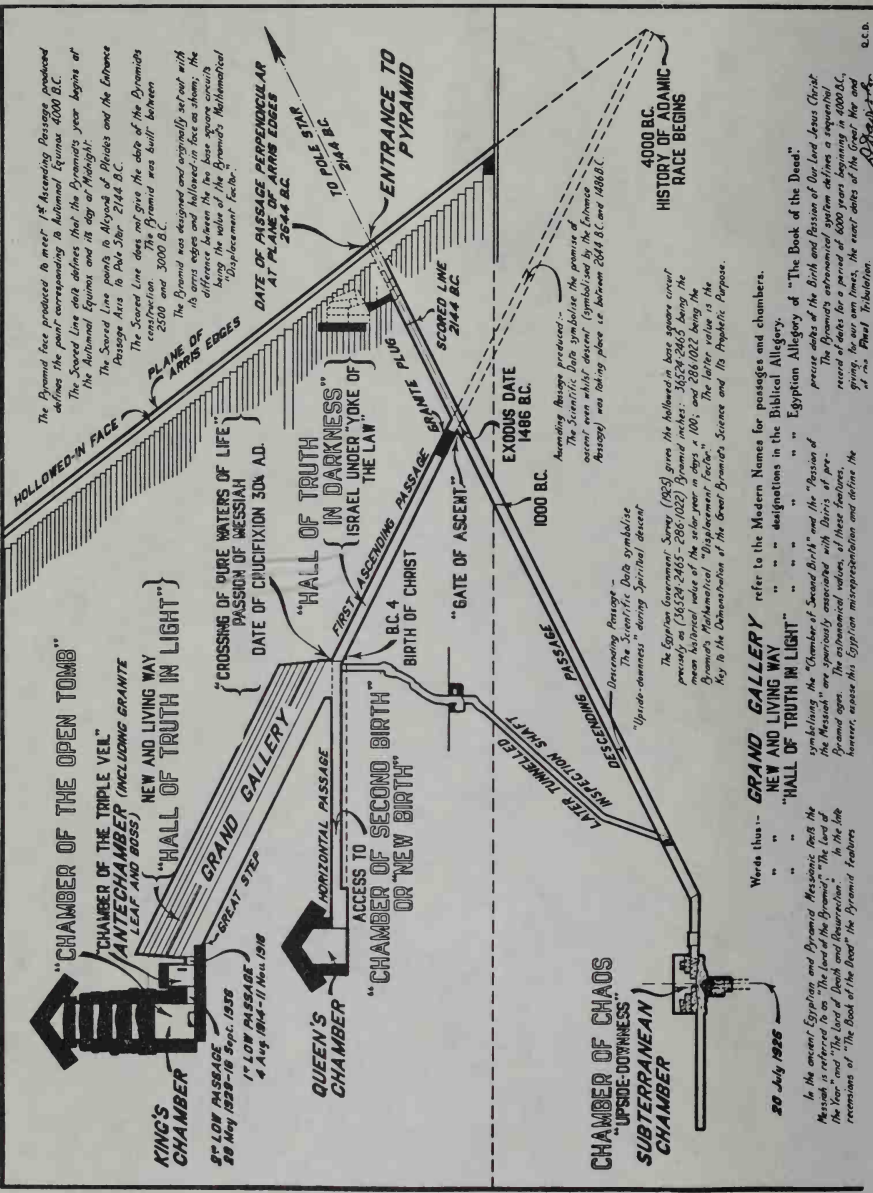 The Pyramid face produced to meet 1st Ascending Passage produced
defines the point corresponding to Autumnal Equinox 4000 B.C.
The Scored Line date defines that the Pyramid's year begins at
the Autumnal Equinox and its day at Midnight.
The Scored Line points to Alcyone of Pleides and the Entrance
Passage Axis to Pole Star 2144 B.C.
The Scored Line does not give the date of the Pyramid's
construction. The Pyramid was built between
2500 and 3000 B.C.
The Pyramid was designed and originally set out with
its arris edges and hollowed-in face as shown; the
difference between the two base square circuits
being the value of the Pyramid's Mathematical
"Displacement Factor."
HOLLOWED-IN FACE
PLANE OF
ARRIS EDGES
DATE OF PASSAGE PERPENDICULAR
AT PLANE OF ARRIS EDGES
2644 B.C.
TO POLE STAR
2144 B.C.
ENTRANCE TO
PYRAMID
"CHAMBER OF THE OPEN TOMB"
"CHAMBER OF THE TRIPLE VEIL"
ANTECHAMBER (INCLUDING GRANITE
LEAF AND BOSS)
NEW AND LIVING WAY
"HALL OF TRUTH IN LIGHT"
"CROSSING OF PURE WATERS OF LIFE"
PASSION OF MESSIAH
DATE OF CRUCIFIXION 30¼ A.D.
"HALL OF TRUTH
IN DARKNESS"
ISRAEL UNDER "YOKE OF
THE LAW"
KING'S
CHAMBER
GRAND GALLERY
GREAT STEP
2ND LOW PASSAGE
29 May 1928-16 Sept. 1936
1ST LOW PASSAGE
4 Aug 1914-11 Nov. 1918
FIRST ASCENDING PASSAGE
GRANITE PLUG
SCORED LINE
2144 B.C.
B.C. 4
BIRTH OF CHRIST
"GATE OF ASCENT"
EXODUS DATE
1486 B.C.
QUEEN'S
CHAMBER
HORIZONTAL PASSAGE
ACCESS TO
"CHAMBER OF SECOND BIRTH"
OR "NEW BIRTH"
1000 B.C.
4000 B.C.
HISTORY OF ADAMIC
RACE BEGINS
Ascending Passage produced :-
The Scientific Data symbolise the promise of
ascent even whilst descent (symbolised by the Entrance
Passage) was taking place i.e. between 2644 B.C. and 1486 B.C.
LATER TUNNELLED
INSPECTION SHAFT
DESCENDING PASSAGE
Descending Passage :-
The Scientific Data symbolise
"Upside-downness" during Spiritual descent
CHAMBER OF CHAOS
"UPSIDE-DOWNNESS"
SUBTERRANEAN
CHAMBER
20 July 1926
The Egyptian Government Survey (1925) gives the hollowed-in base square circuit
precisely as (36524·2465-286·1022) Pyramid inches: 36524·2465 being the
mean historical value of the solar year in days x 100; and 286·1022 being the
Pyramid's Mathematical "Displacement Factor." The latter value is the
Key to the Demonstration of the Great Pyramid's Science and Its Prophetic Purpose.
Words thus:- GRAND GALLERY refer to the Modern Names for passages and chambers.
" " NEW AND LIVING WAY " " " designations in the Biblical Allegory.
" " "HALL OF TRUTH IN LIGHT" " " " " " Egyptian Allegory of "The Book of the Dead."
In the ancient Egyptian and Pyramid Messianic Texts the
Messiah is referred to as "The Lord of the Pyramid," "The Lord of
the Year" and "The Lord of Death and Resurrection." In the late
recensions of "The Book of the Dead" the Pyramid features
symbolising the "Chamber of Second Birth" and the "Passion of
the Messiah" are spuriously associated with Osiris of pre-
Pyramid ages. The astronomical values, of these features,
however, expose this Egyptian misrepresentation and define the
precise dates of the Birth and Passion of Our Lord Jesus Christ
The Pyramid's astronomical system defines a sequential
record of dates in a period of 6000 years beginning in 4000 B.C.,
giving, for our own times, the exact dates of the Great War and
of the Final Tribulation.